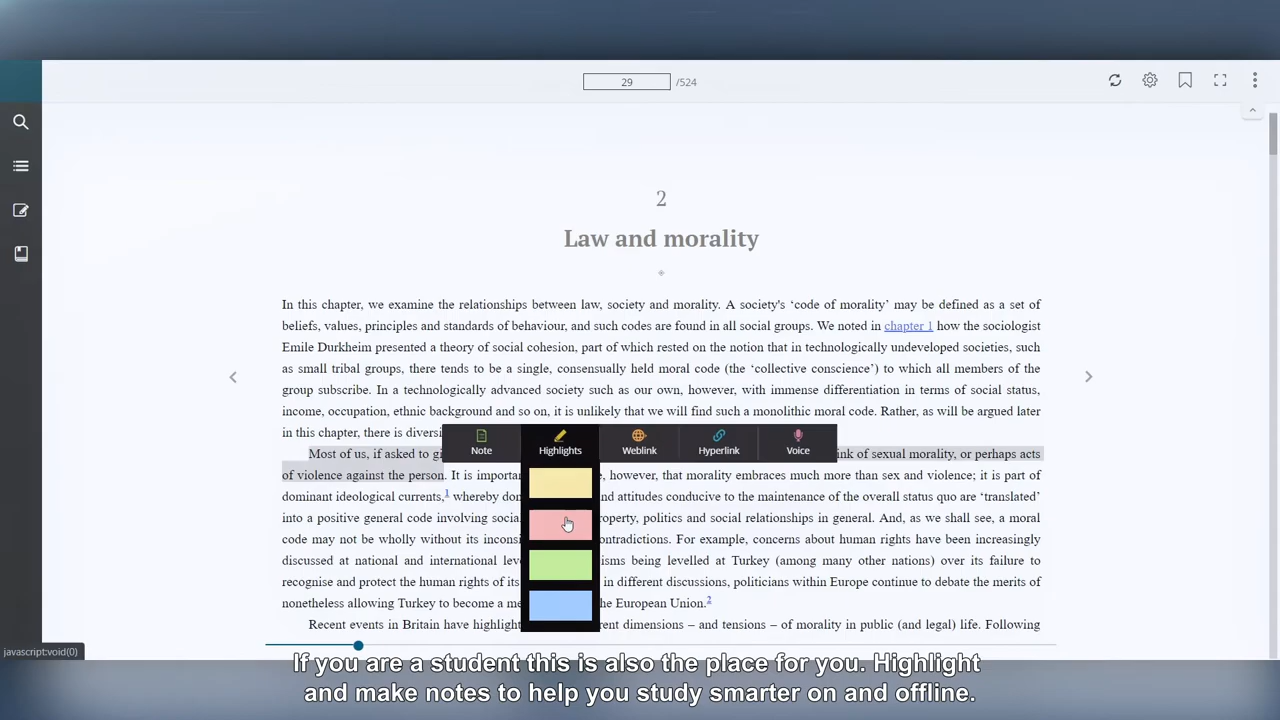 29 /524
2
Law and morality
In this chapter, we examine the relationships between law, society and morality. A society's ‘code of morality’ may be defined as a set of
beliefs, values, principles and standards of behaviour, and such codes are found in all social groups. We noted in chapter 1 how the sociologist
Emile Durkheim presented a theory of social cohesion, part of which rested on the notion that in technologically undeveloped societies, such
as small tribal groups, there tends to be a single, consensually held moral code (the ‘collective conscience’) to which all members of the
group subscribe. In a technologically advanced society such as our own, however, with immense differentiation in terms of social status,
income, occupation, ethnic background and so on, it is unlikely that we will find such a monolithic moral code. Rather, as will be argued later
in this chapter, there is diversi
Note Highlights Weblink Hyperlink Voice
Most of us, if asked to gi nk of sexual morality, or perhaps acts
of violence against the person. It is importan e, however, that morality embraces much more than sex and violence; it is part of
dominant ideological currents,1 whereby don and attitudes conducive to the maintenance of the overall status quo are ‘translated’
into a positive general code involving socia roperty, politics and social relationships in general. And, as we shall see, a moral
code may not be wholly without its inconsi ontradictions. For example, concerns about human rights have been increasingly
discussed at national and international leve isms being levelled at Turkey (among many other nations) over its failure to
recognise and protect the human rights of its in different discussions, politicians within Europe continue to debate the merits of
nonetheless allowing Turkey to become a me he European Union.2
Recent events in Britain have highlight rent dimensions – and tensions – of morality in public (and legal) life. Following
javascript:void(0)
If you are a student this is also the place for you. Highlight
and make notes to help you study smarter on and offline.